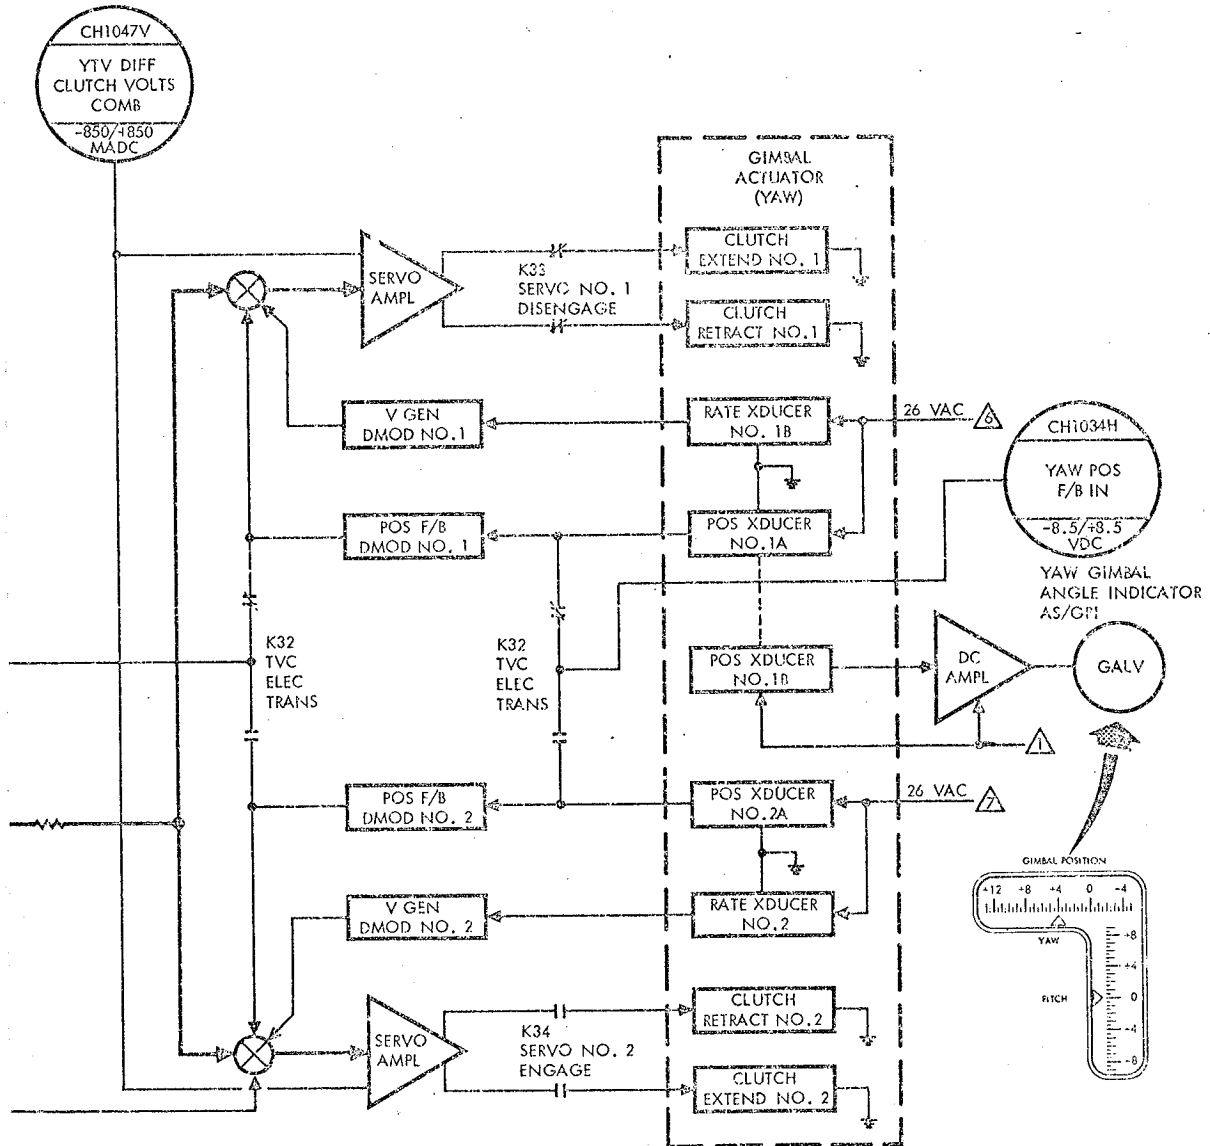 CH1047V
YTV DIFF
CLUTCH VOLTS
COMB
-850/+850
MADC
GIMBAL
ACTUATOR
(YAW)
SERVO
AMPL
K33
SERVO NO. 1
DISENGAGE
CLUTCH
EXTEND NO. 1
CLUTCH
RETRACT NO.1
V GEN
DMOD NO.1
RATE XDUCER
NO. 1B
26 VAC
6
CH1034H
YAW POS
F/B IN
-8.5/+8.5
VDC
POS F/B
DMOD NO. 1
POS XDUCER
NO.1A
YAW GIMBAL
ANGLE INDICATOR
AS/GPI
K32
TVC
ELEC
TRANS
K32
TVC
ELEC
TRANS
POS XDUCER
NO.1B
DC
AMPL
GALV
1
POS F/B
DMOD NO. 2
POS XDUCER
NO.2A
26 VAC
7
V GEN
DMOD NO. 2
RATE XDUCER
NO.2
GIMBAL POSITION
+12 +8 +4 0 -4
YAW
+8
+4
PITCH
0
-4
-8
SERVO
AMPL
K34
SERVO NO. 2
ENGAGE
CLUTCH
RETRACT NO.2
CLUTCH
EXTEND NO. 2